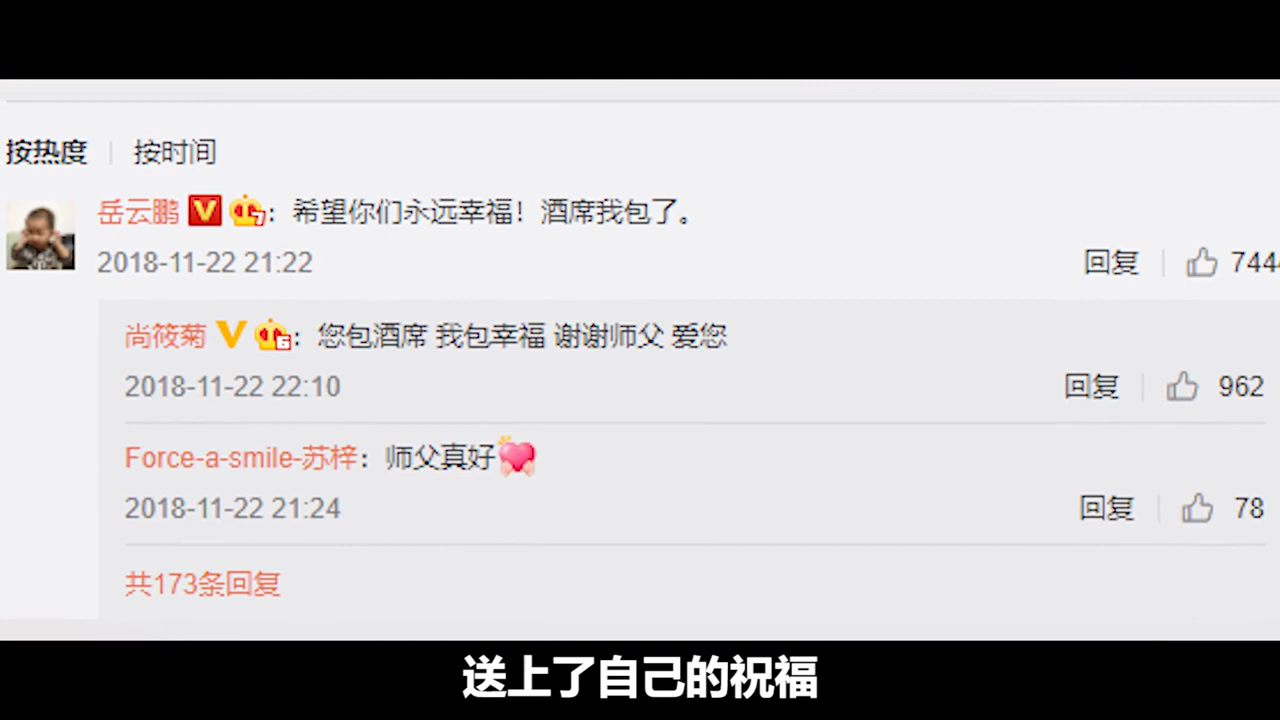 按热度 | 按时间
岳云鹏：希望你们永远幸福！酒席我包了。
2018-11-22 21:22 回复 | 7444
尚筱菊：您包酒席 我包幸福 谢谢师父 爱您
2018-11-22 22:10 回复 | 962
Force-a-smile-苏梓：师父真好
2018-11-22 21:24 回复 | 78
共173条回复
送上了自己的祝福